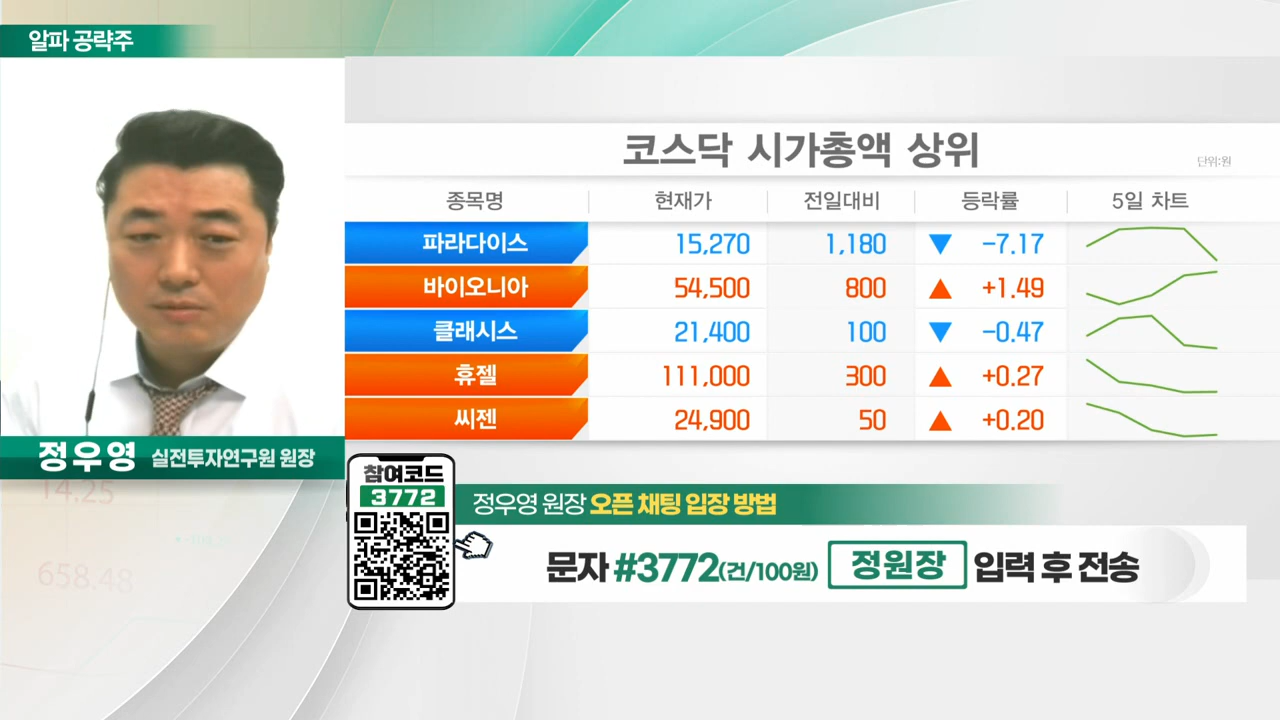 알파 공략주
코스닥 시가총액 상위
단위:원
종목명 현재가 전일대비 등락률 5일 차트
파라다이스 15,270 1,180 ▼ -7.17
바이오니아 54,500 800 ▲ +1.49
클래시스 21,400 100 ▼ -0.47
휴젤 111,000 300 ▲ +0.27
씨젠 24,900 50 ▲ +0.20
정우영 실전투자연구원 원장
14.25
658.48
참여코드
3772
정우영 원장 오픈 채팅 입장 방법
문자 #3772(건/100원) 정원장 입력 후 전송